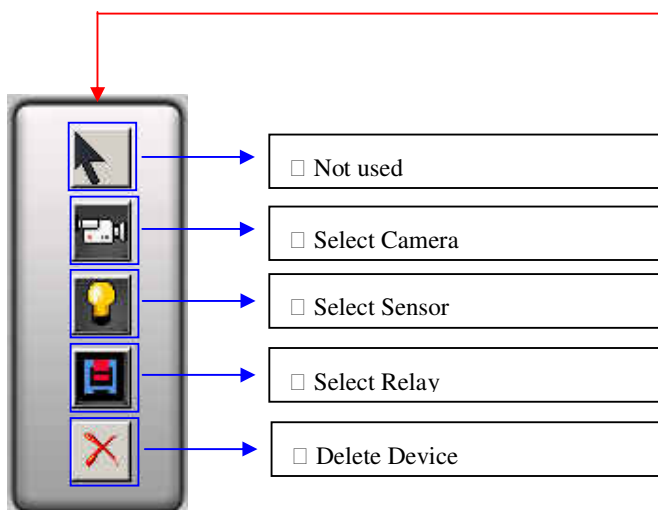 □ Not used
□ Select Camera
□ Select Sensor
□ Select Relay
□ Delete Device